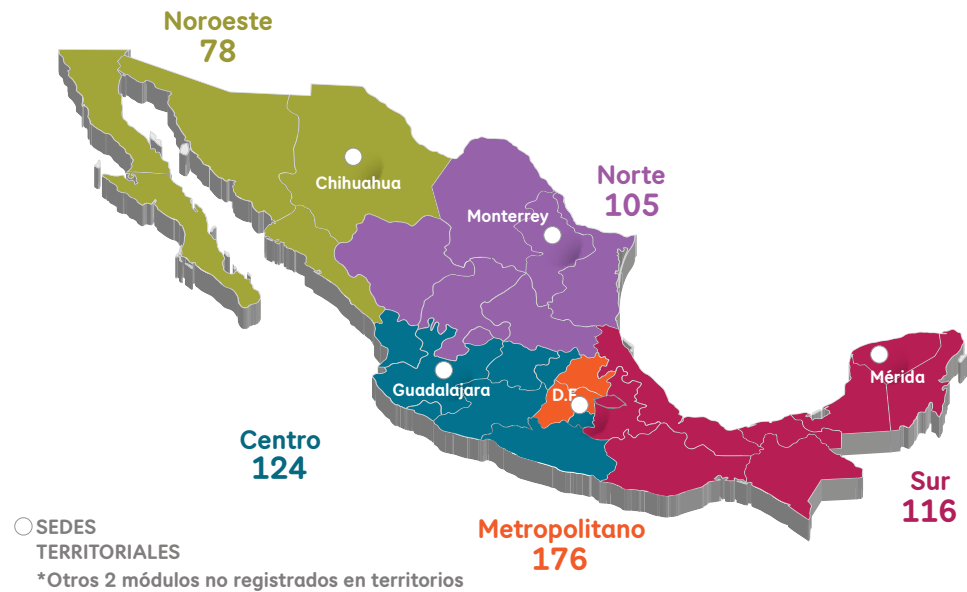 Noroeste
78
Chihuahua
Norte
105
Monterrey
Mérida
Guadalajara
D.F.
Centro
124
Sur
116
Metropolitano
176
SEDES
TERRITORIALES
*Otros 2 módulos no registrados en territorios